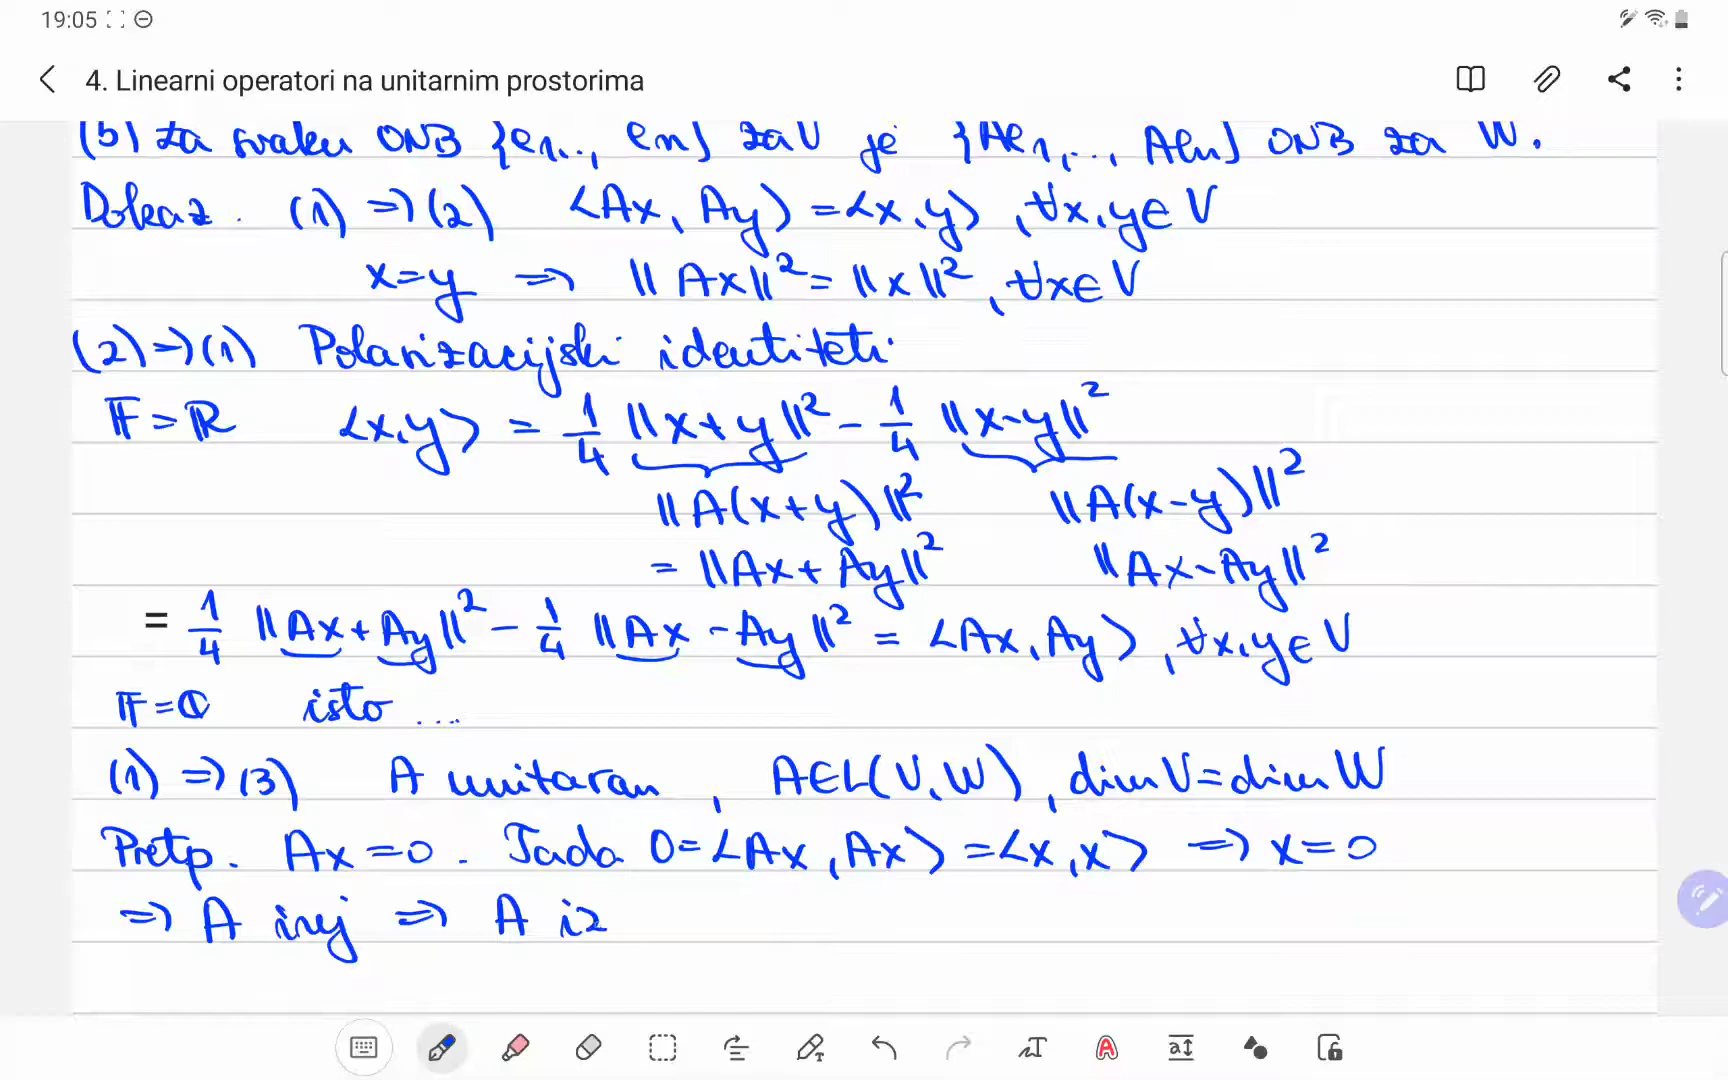 19:05
4. Linearni operatori na unitarnim prostorima
(5) za svaku ONB {e1,..., en} za V je {Ae1,..., Aen} ONB za W.
Dokaz. (1) ⇒ (2) <Ax, Ay> = <x,y>, ∀x,y∈V
x=y ⇒ ||Ax||² = ||x||², ∀x∈V
(2)⇒(1) Polarizacijski identiteti
𝔽=ℝ <x,y> = 1/4 ||x+y||² - 1/4 ||x-y||²
||A(x+y)||² ||A(x-y)||²
= ||Ax+Ay||² ||Ax-Ay||²
= 1/4 ||Ax+Ay||² - 1/4 ||Ax-Ay||² = <Ax,Ay>, ∀x,y∈V
𝔽=ℂ isto ...
(1) ⇒ (3) A unitaran, A∈L(V,W), dim V = dim W
Pretp. Ax=0. Tada 0=<Ax,Ax>=<x,x> ⇒ x=0
⇒ A inj ⇒ A iz